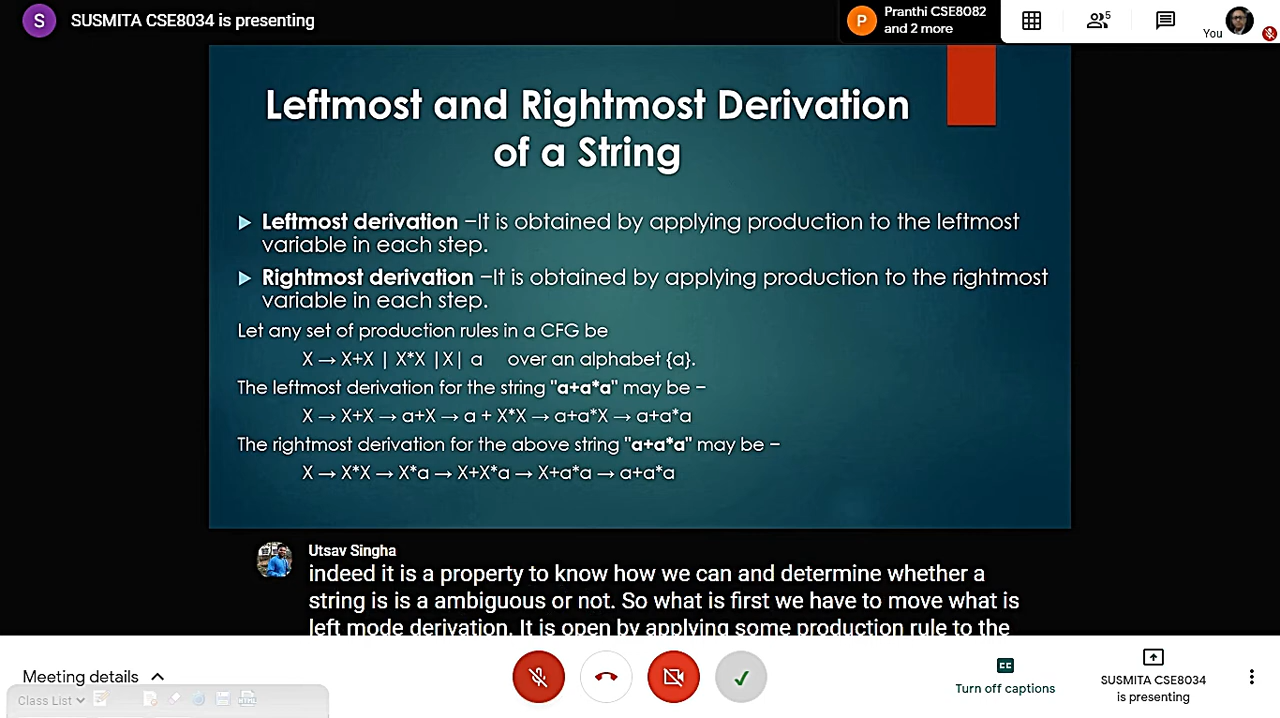 S SUSMITA CSE8034 is presenting
P Pranthi CSE8082
and 2 more
5
You
Leftmost and Rightmost Derivation
of a String
Leftmost derivation −It is obtained by applying production to the leftmost
variable in each step.
Rightmost derivation −It is obtained by applying production to the rightmost
variable in each step.
Let any set of production rules in a CFG be
X → X+X | X*X |X| a over an alphabet {a}.
The leftmost derivation for the string "a+a*a" may be −
X → X+X → a+X → a + X*X → a+a*X → a+a*a
The rightmost derivation for the above string "a+a*a" may be −
X → X*X → X*a → X+X*a → X+a*a → a+a*a
Utsav Singha
indeed it is a property to know how we can and determine whether a
string is is a ambiguous or not. So what is first we have to move what is
left mode derivation. It is open by applying some production rule to the
Meeting details
CC
Turn off captions
SUSMITA CSE8034
is presenting
Class List